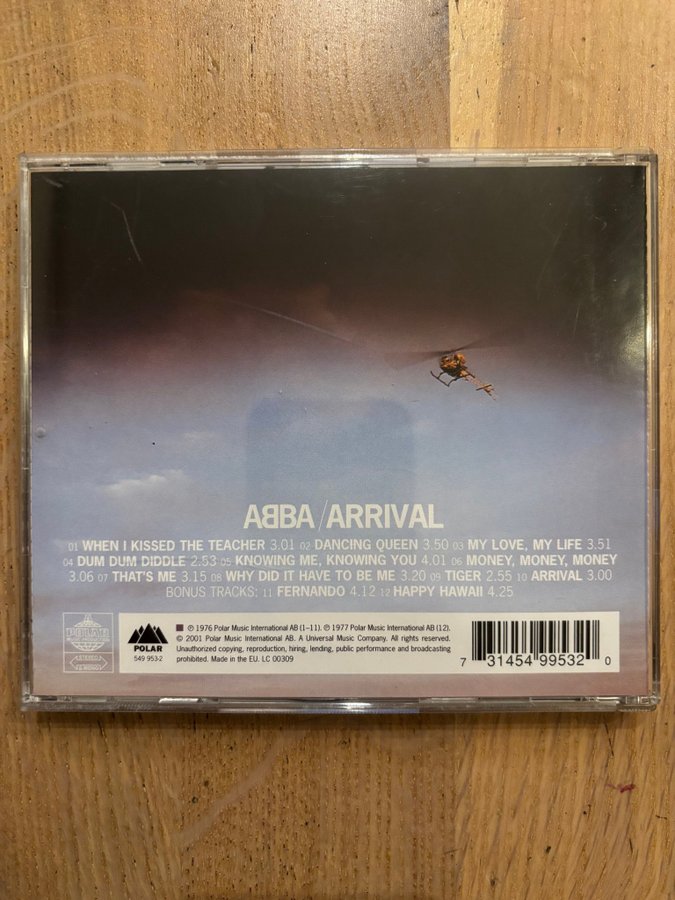 ABBA/ARRIVAL
01 WHEN I KISSED THE TEACHER 3.01 02 DANCING QUEEN 3.50 03 MY LOVE, MY LIFE 3.51
04 DUM DUM DIDDLE 2.53 05 KNOWING ME, KNOWING YOU 4.01 06 MONEY, MONEY, MONEY
3.06 07 THAT'S ME 3.15 08 WHY DID IT HAVE TO BE ME 3.20 09 TIGER 2.55 10 ARRIVAL 3.00
BONUS TRACKS: 11 FERNANDO 4.12 12 HAPPY HAWAII 4.25
POLAR
STEREO
POLAR
549 953-2
℗ 1976 Polar Music International AB (1–11). ℗ 1977 Polar Music International AB (12).
© 2001 Polar Music International AB. A Universal Music Company. All rights reserved.
Unauthorized copying, reproduction, hiring, lending, public performance and broadcasting
prohibited. Made in the EU. LC 00309
7 31454 99532 0